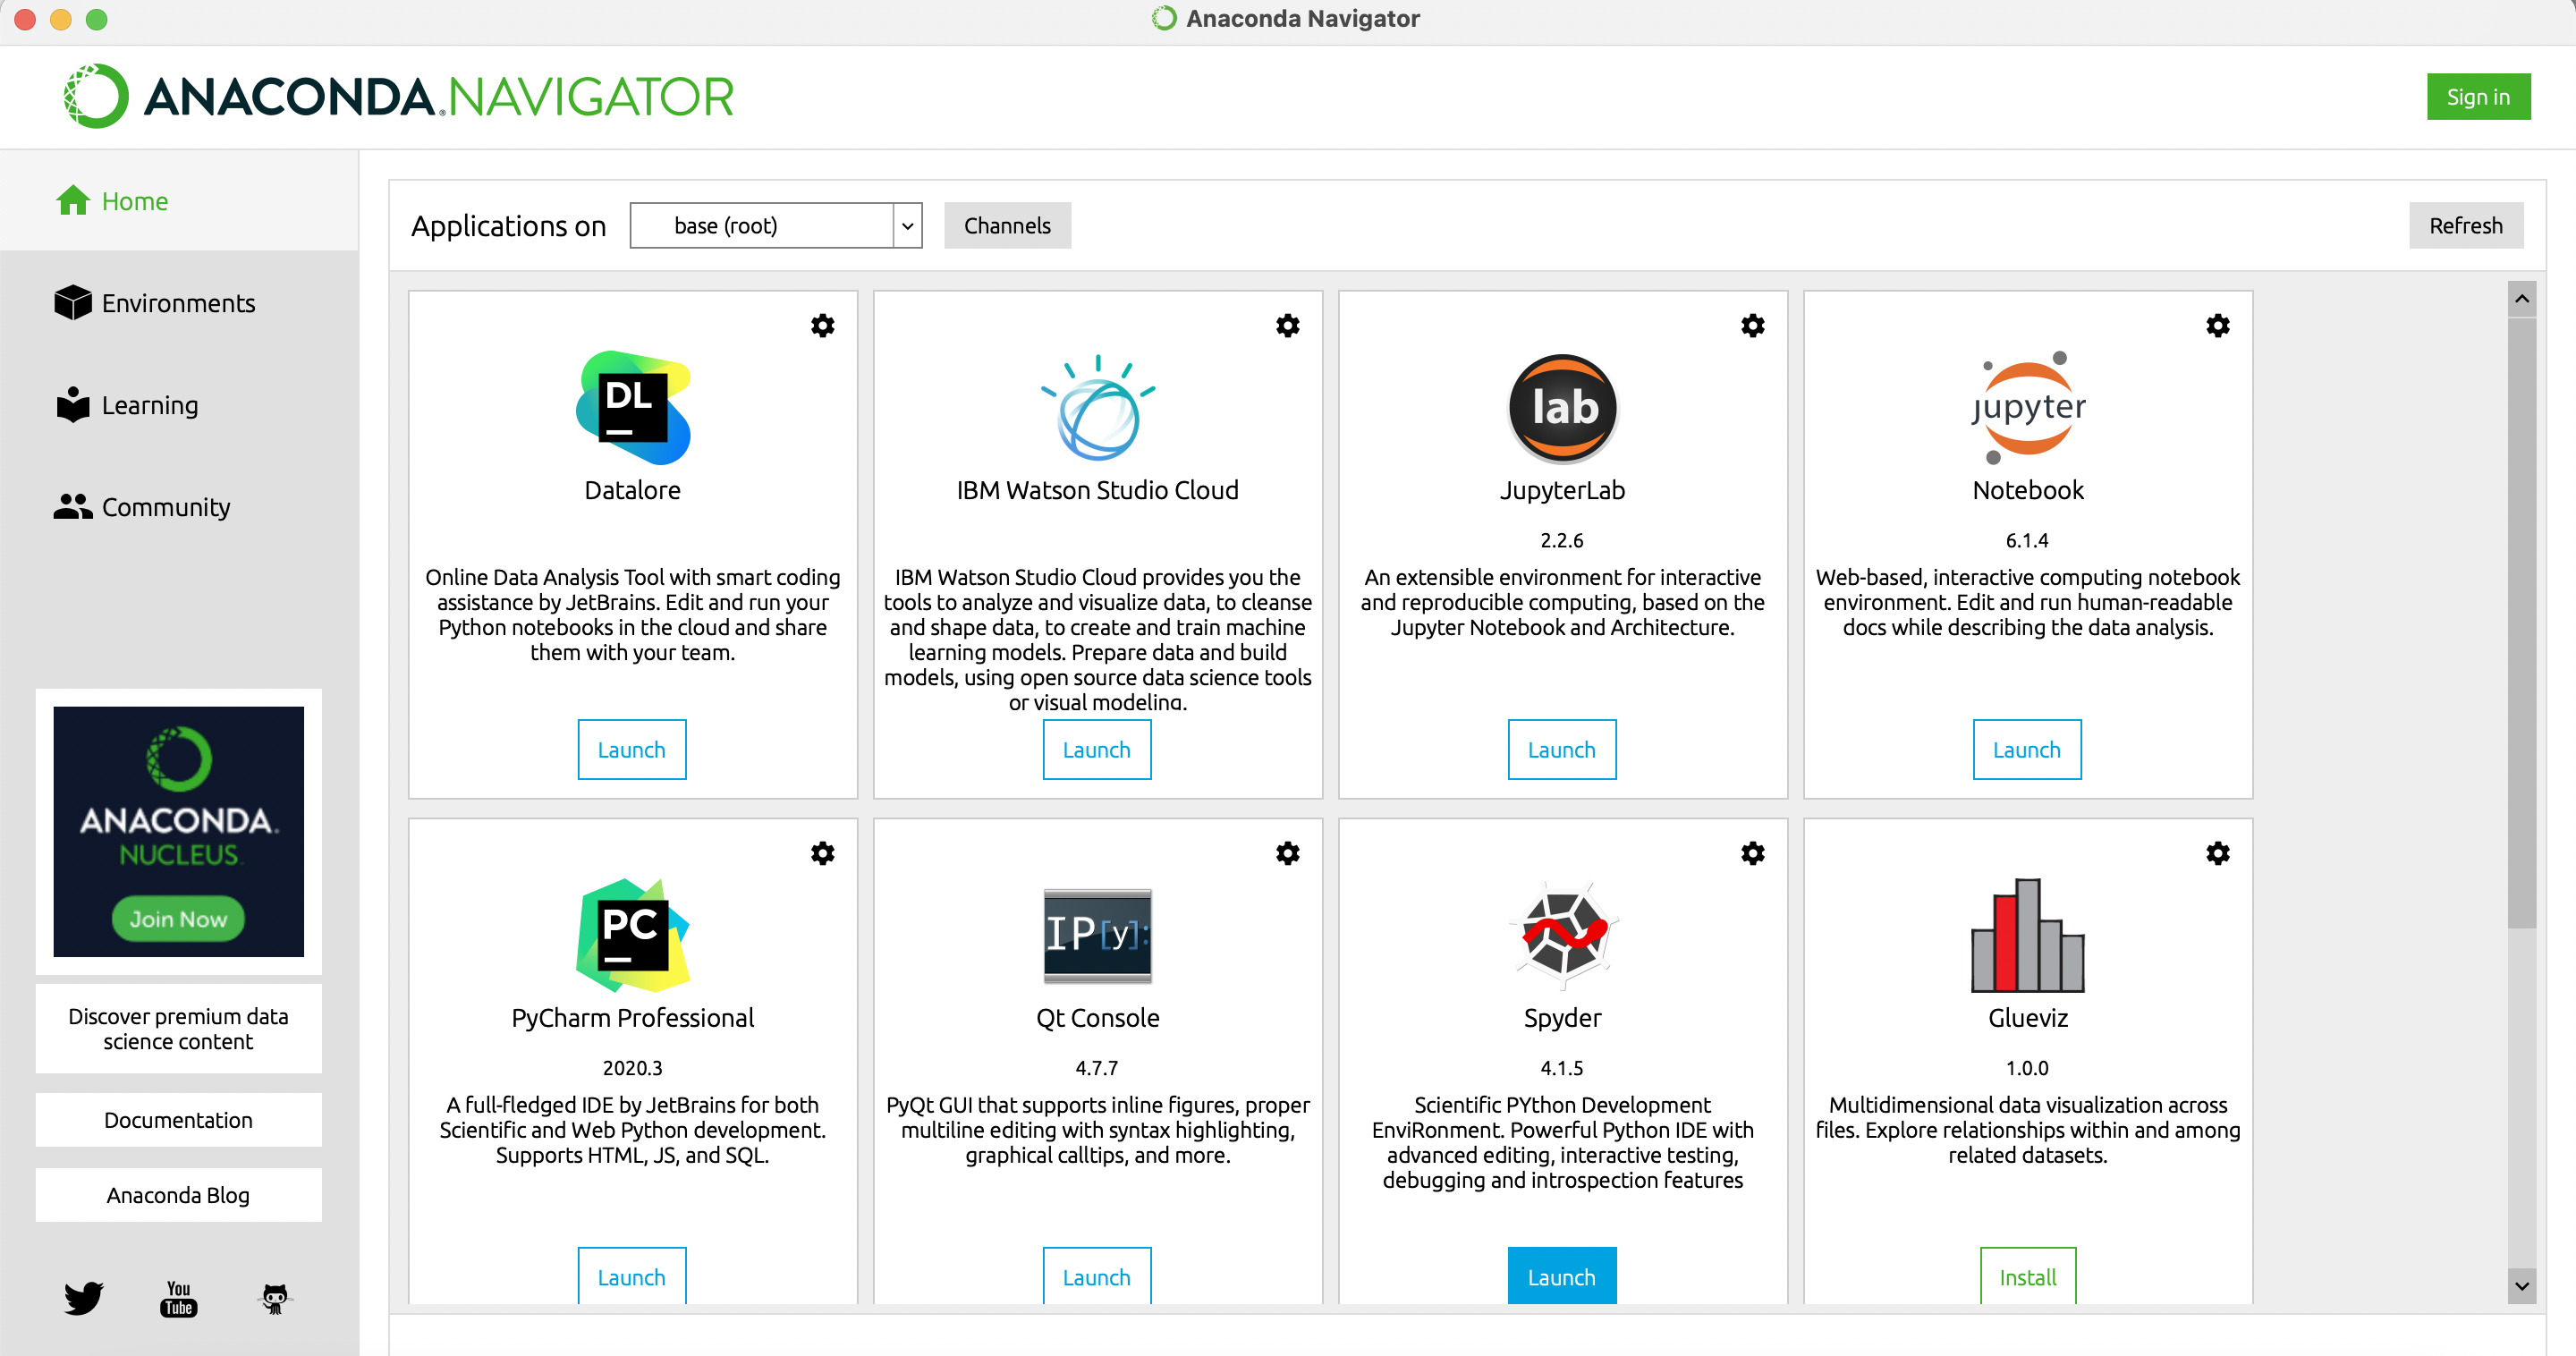 Anaconda Navigator
ANACONDA.NAVIGATOR
Sign in
Home
Environments
Learning
Community
ANACONDA.
NUCLEUS
Join Now
Discover premium data
science content
Documentation
Anaconda Blog
You
Tube
Applications on
base (root)
Channels
Refresh
DL
Datalore
Online Data Analysis Tool with smart coding
assistance by JetBrains. Edit and run your
Python notebooks in the cloud and share
them with your team.
Launch
IBM Watson Studio Cloud
IBM Watson Studio Cloud provides you the
tools to analyze and visualize data, to cleanse
and shape data, to create and train machine
learning models. Prepare data and build
models, using open source data science tools
or visual modeling.
Launch
lab
JupyterLab
2.2.6
An extensible environment for interactive
and reproducible computing, based on the
Jupyter Notebook and Architecture.
Launch
jupyter
Notebook
6.1.4
Web-based, interactive computing notebook
environment. Edit and run human-readable
docs while describing the data analysis.
Launch
PC
PyCharm Professional
2020.3
A full-fledged IDE by JetBrains for both
Scientific and Web Python development.
Supports HTML, JS, and SQL.
Launch
IP[y]:
Qt Console
4.7.7
PyQt GUI that supports inline figures, proper
multiline editing with syntax highlighting,
graphical calltips, and more.
Launch
Spyder
4.1.5
Scientific PYthon Development
EnviRonment. Powerful Python IDE with
advanced editing, interactive testing,
debugging and introspection features
Launch
Glueviz
1.0.0
Multidimensional data visualization across
files. Explore relationships within and among
related datasets.
Install